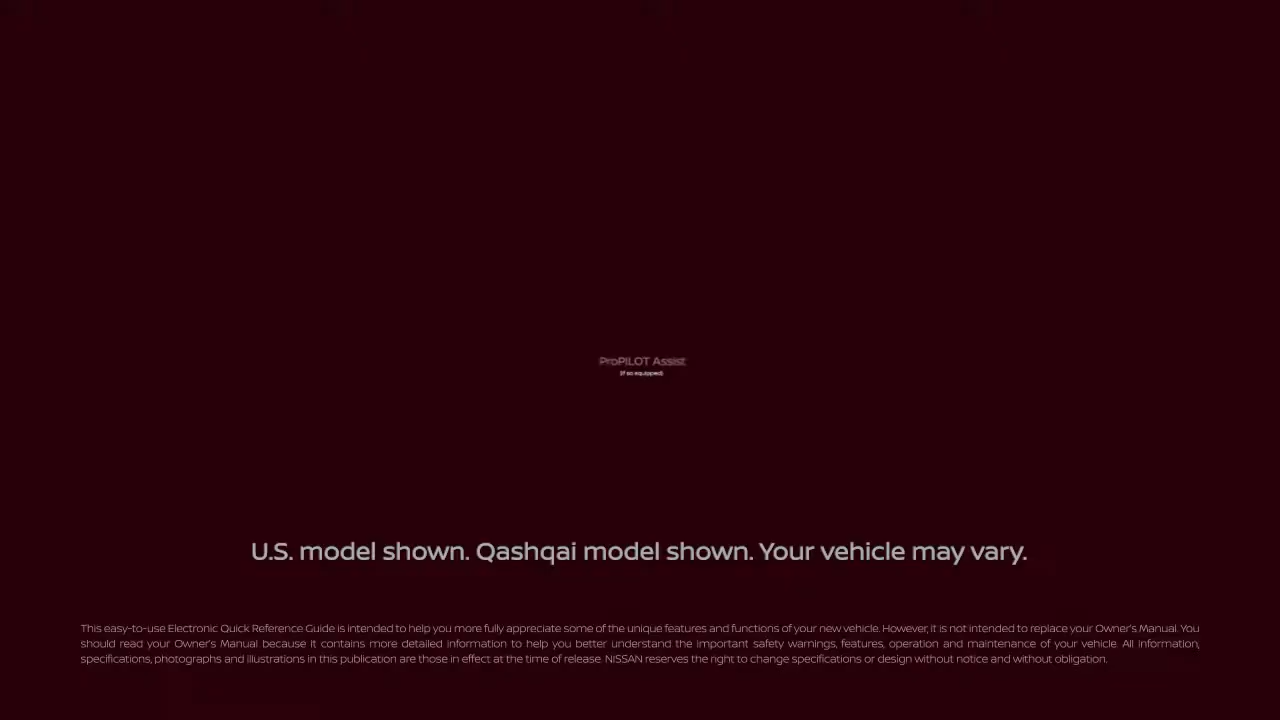 ProPILOT Assist
(if so equipped)
U.S. model shown. Qashqai model shown. Your vehicle may vary.
This easy-to-use Electronic Quick Reference Guide is intended to help you more fully appreciate some of the unique features and functions of your new vehicle. However, it is not intended to replace your Owner's Manual. You
should read your Owner's Manual because it contains more detailed information to help you better understand the important safety warnings, features, operation and maintenance of your vehicle. All information,
specifications, photographs and illustrations in this publication are those in effect at the time of release. NISSAN reserves the right to change specifications or design without notice and without obligation.